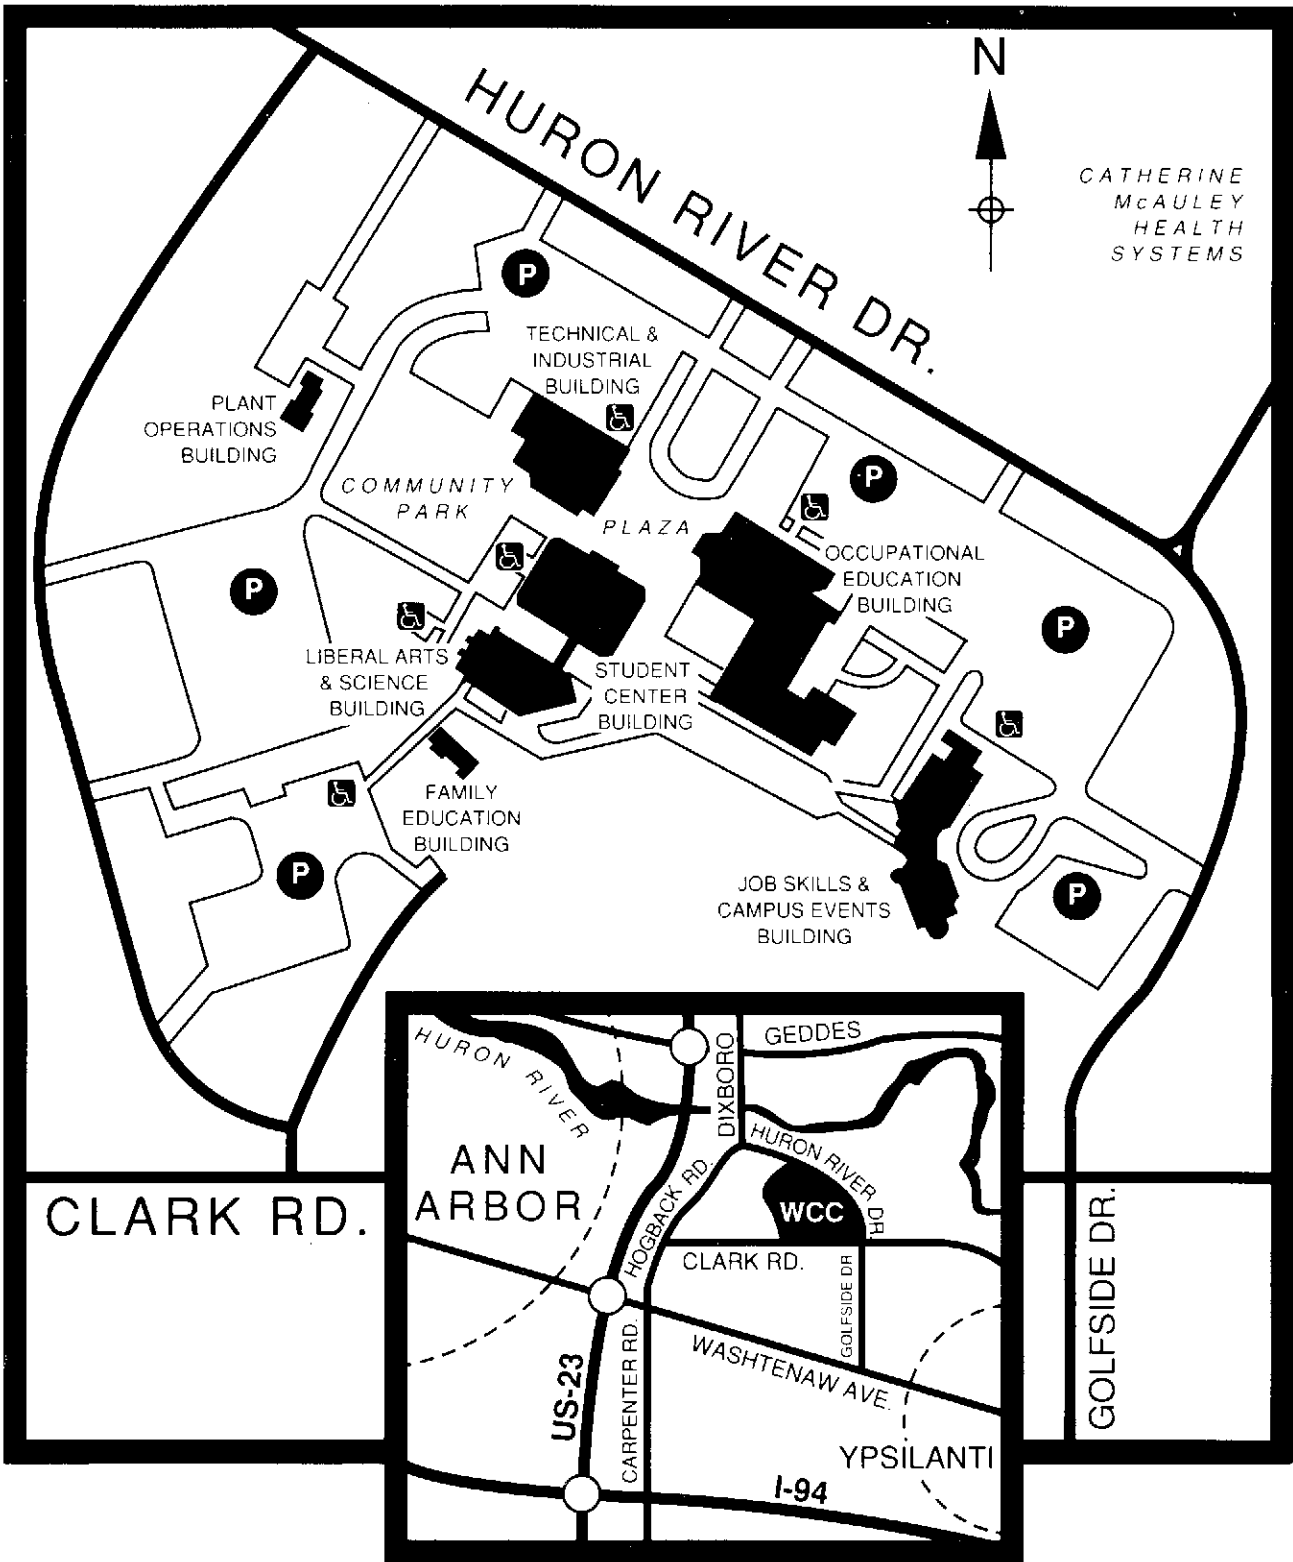 HURON RIVER DR.
N
CATHERINE
McAULEY
HEALTH
SYSTEMS
P
TECHNICAL &
INDUSTRIAL
BUILDING
PLANT
OPERATIONS
BUILDING
COMMUNITY
PARK
PLAZA
P
OCCUPATIONAL
EDUCATION
BUILDING
P
P
LIBERAL ARTS
& SCIENCE
BUILDING
STUDENT
CENTER
BUILDING
FAMILY
EDUCATION
BUILDING
P
JOB SKILLS &
CAMPUS EVENTS
BUILDING
P
CLARK RD.
GOLFSIDE DR.
HURON RIVER
GEDDES
DIXBORO
HURON RIVER DR.
ANN
ARBOR
HOGBACK RD.
WCC
CLARK RD.
GOLFSIDE DR
WASHTENAW AVE.
US-23
CARPENTER RD.
YPSILANTI
I-94